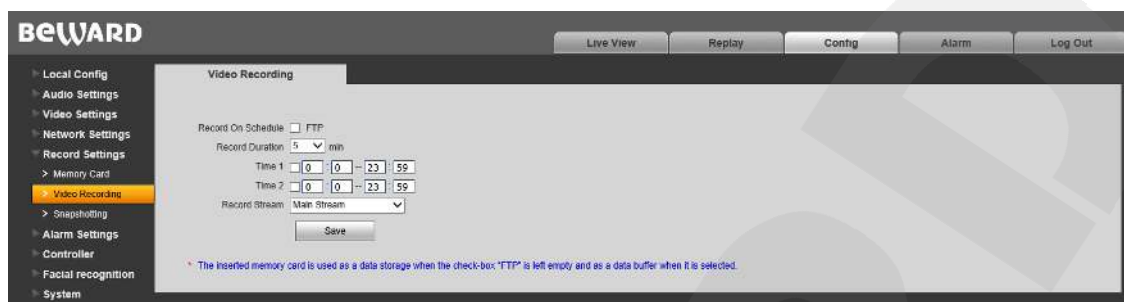 BEWARD
Live View Replay Config Alarm Log Out
Local Config
Audio Settings
Video Settings
Network Settings
Record Settings
> Memory Card
> Video Recording
> Snapshotting
Alarm Settings
Controller
Facial recognition
System
Video Recording
Record On Schedule FTP
Record Duration 5 min
Time 1 0 : 0 -- 23 : 59
Time 2 0 : 0 -- 23 : 59
Record Stream Main Stream
Save
* The inserted memory card is used as a data storage when the check-box "FTP" is left empty and as a data buffer when it is selected.